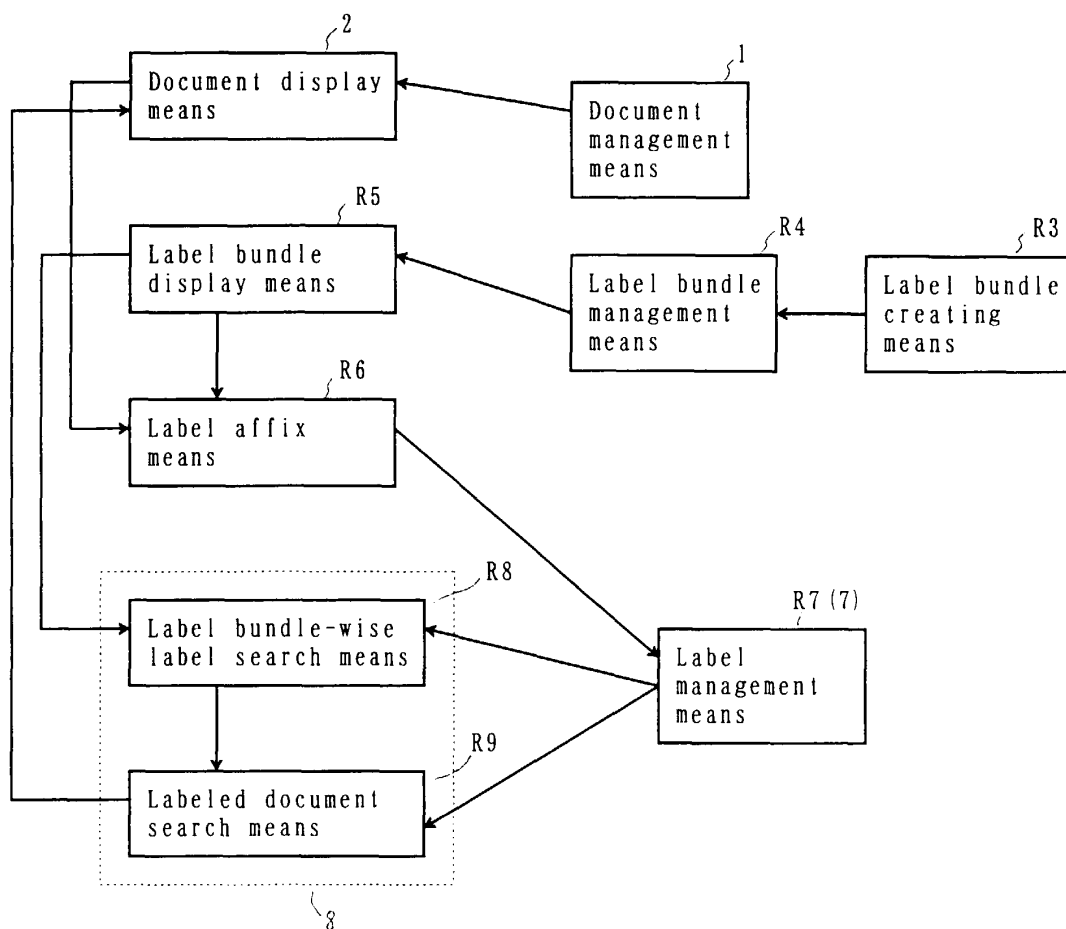 2
Document display
means
1
Document
management
means
R5
Label bundle
display means
R4
Label bundle
management
means
R3
Label bundle
creating
means
R6
Label affix
means
R8
Label bundle-wise
label search means
R7 (7)
Label
management
means
R9
Labeled document
search means
8